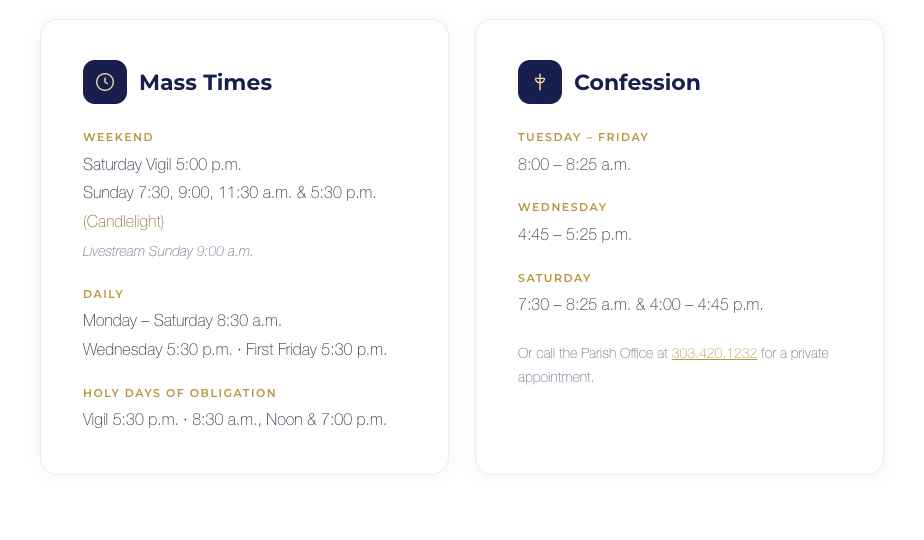 Mass Times
WEEKEND
Saturday Vigil 5:00 p.m.
Sunday 7:30, 9:00, 11:30 a.m. & 5:30 p.m.
(Candlelight)
Livestream Sunday 9:00 a.m.
DAILY
Monday – Saturday 8:30 a.m.
Wednesday 5:30 p.m. · First Friday 5:30 p.m.
HOLY DAYS OF OBLIGATION
Vigil 5:30 p.m. · 8:30 a.m., Noon & 7:00 p.m.
Confession
TUESDAY – FRIDAY
8:00 – 8:25 a.m.
WEDNESDAY
4:45 – 5:25 p.m.
SATURDAY
7:30 – 8:25 a.m. & 4:00 – 4:45 p.m.
Or call the Parish Office at 303.420.1232 for a private
appointment.